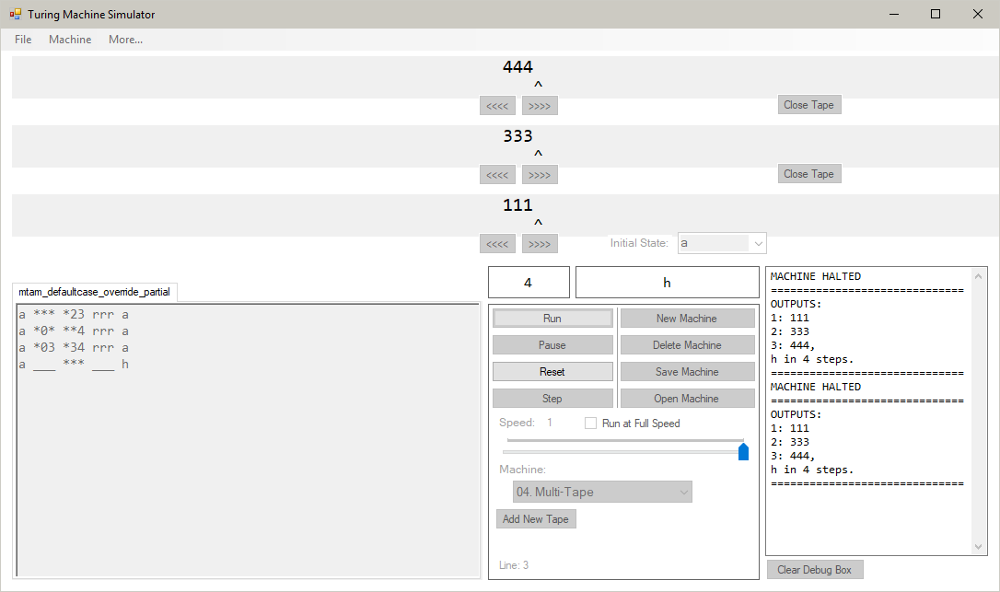 Turing Machine Simulator
File Machine More...
444
^
<<<< >>>> Close Tape
333
^
<<<< >>>> Close Tape
111
^
<<<< >>>> Initial State: a
mtam_defaultcase_override_partial
a *** *23 rrr a
a *0* **4 rrr a
a *03 *34 rrr a
a ___ *** ___ h
4 h
Run New Machine
Pause Delete Machine
Reset Save Machine
Step Open Machine
Speed: 1 Run at Full Speed
Machine:
04. Multi-Tape
Add New Tape
Line: 3
MACHINE HALTED
==============================
OUTPUTS:
1: 111
2: 333
3: 444,
h in 4 steps.
==============================
MACHINE HALTED
==============================
OUTPUTS:
1: 111
2: 333
3: 444,
h in 4 steps.
==============================
Clear Debug Box